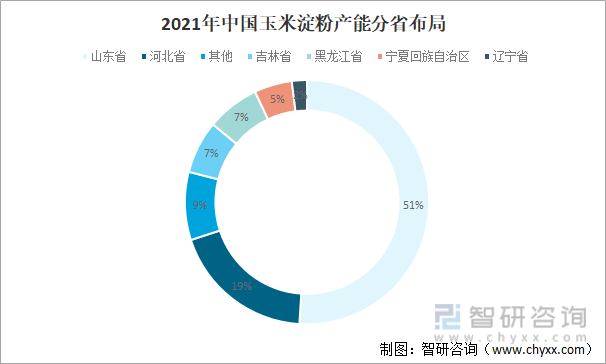 2021年中国玉米淀粉产能分省布局
山东省 河北省 其他 吉林省 黑龙江省 宁夏回族自治区 辽宁省
5%
7%
7%
9%
51%
19%
智研咨询
www.chyxx.com
制图：智研咨询（www.chyxx.com）